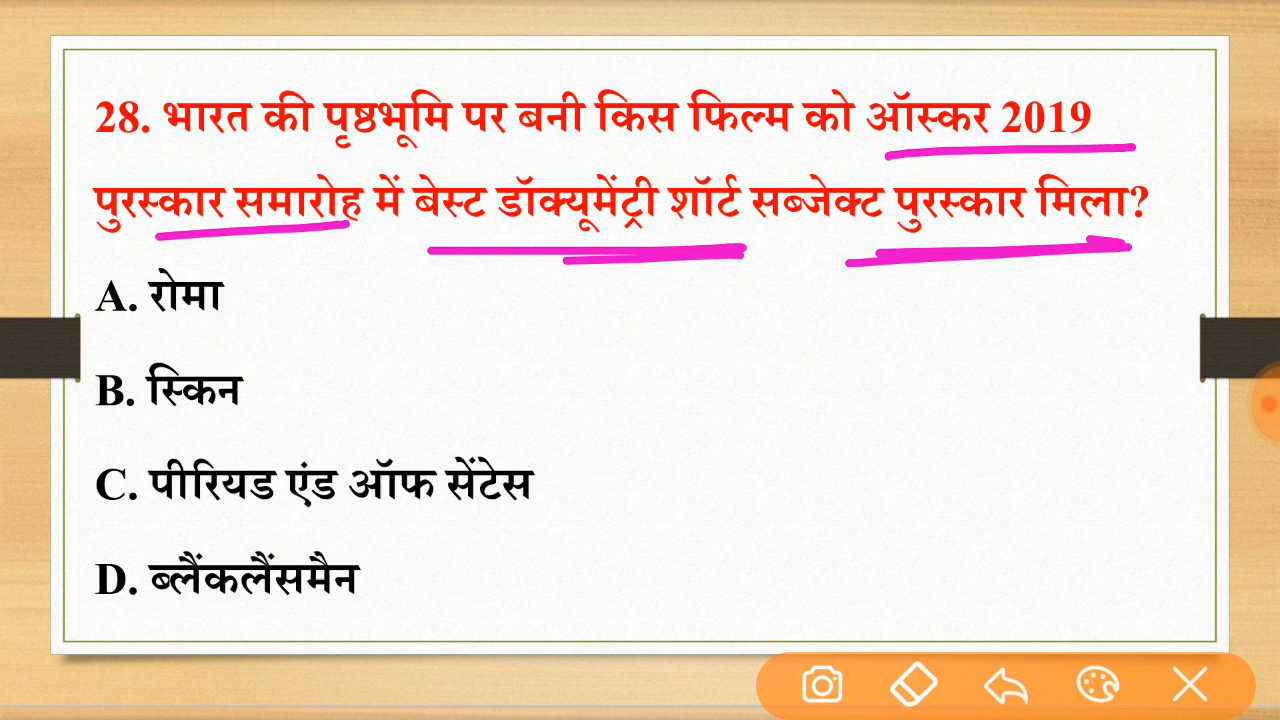 28. भारत की पृष्ठभूमि पर बनी किस फिल्म को ऑस्कर 2019
पुरस्कार समारोह में बेस्ट डॉक्यूमेंट्री शॉर्ट सब्जेक्ट पुरस्कार मिला?
A. रोमा
B. स्किन
C. पीरियड एंड ऑफ सेंटेस
D. ब्लैंकलैंसमैन